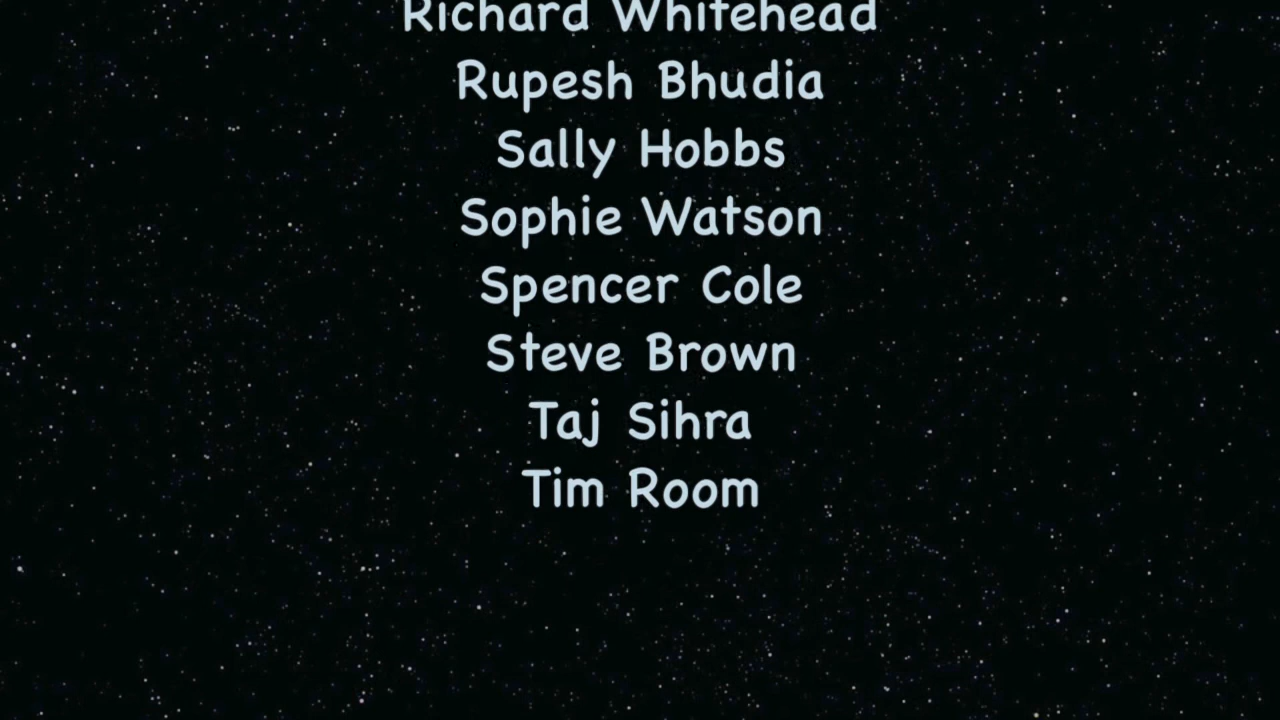 Richard Whitehead
Rupesh Bhudia
Sally Hobbs
Sophie Watson
Spencer Cole
Steve Brown
Taj Sihra
Tim Room